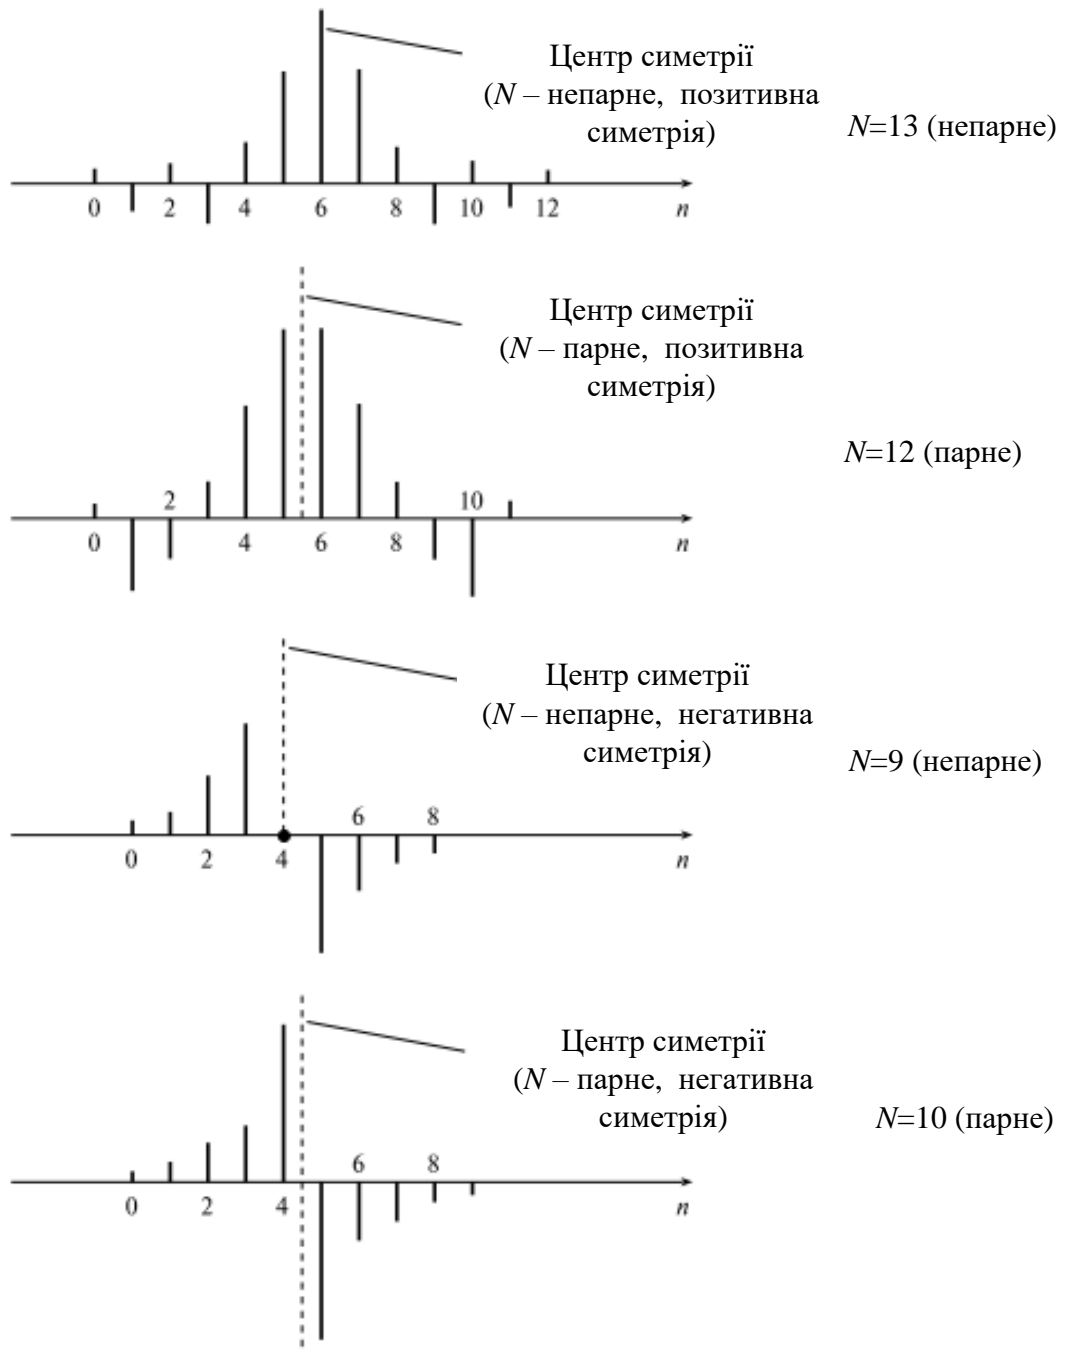 Центр симетрії
(N – непарне, позитивна
симетрія)
N=13 (непарне)
0 2 4 6 8 10 12 n
Центр симетрії
(N – парне, позитивна
симетрія)
N=12 (парне)
2 10
0 4 6 8 n
Центр симетрії
(N – непарне, негативна
симетрія)
N=9 (непарне)
6 8
0 2 4 n
Центр симетрії
(N – парне, негативна
симетрія)
N=10 (парне)
6 8
0 2 4 n